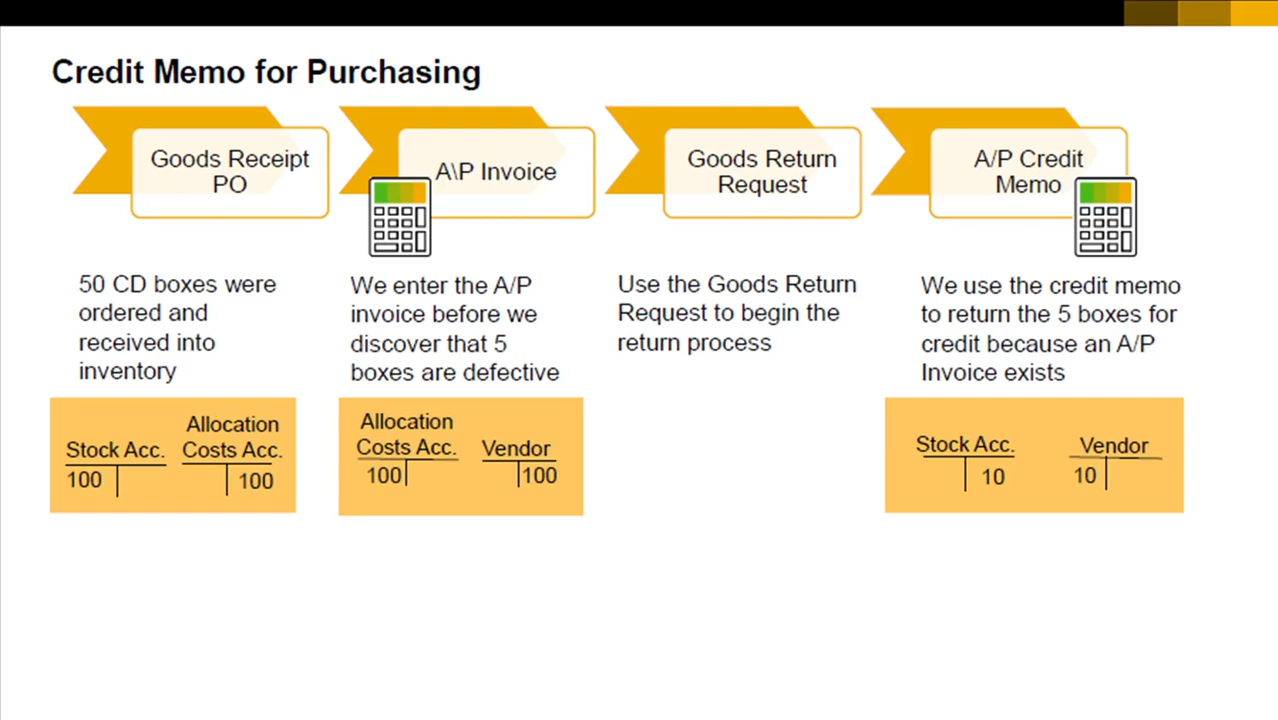 Credit Memo for Purchasing
Goods Receipt
PO
A\P Invoice
Goods Return
Request
A/P Credit
Memo
50 CD boxes were
ordered and
received into
inventory
We enter the A/P
invoice before we
discover that 5
boxes are defective
Use the Goods Return
Request to begin the
return process
We use the credit memo
to return the 5 boxes for
credit because an A/P
Invoice exists
Stock Acc.
100
Allocation
Costs Acc.
100
Allocation
Costs Acc.
100
Vendor
100
Stock Acc.
10
Vendor
10